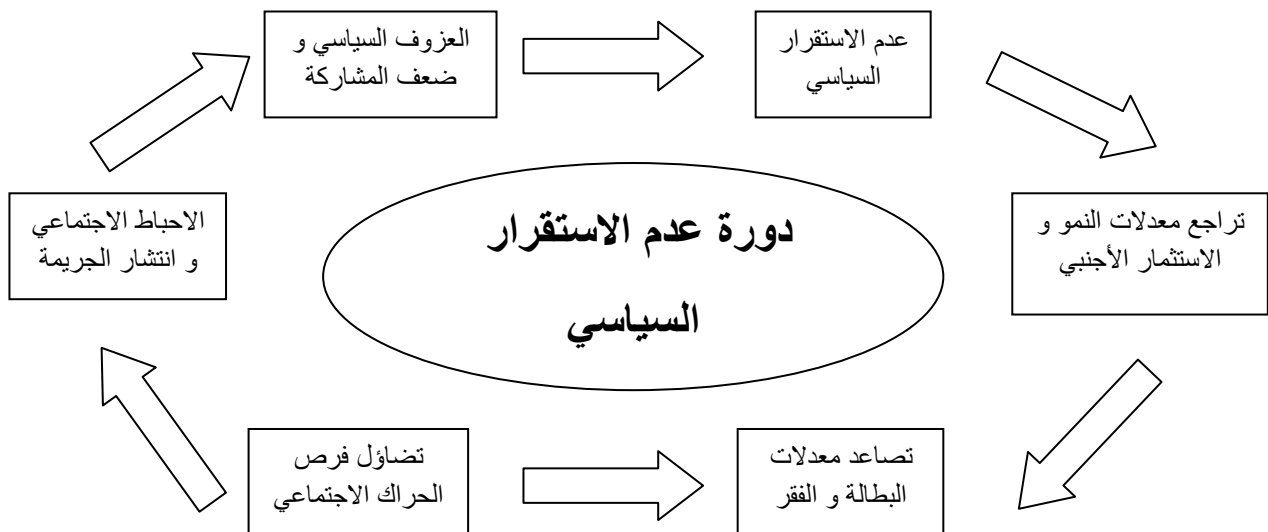 عدم الاستقرار
السياسي
العزوف السياسي و
ضعف المشاركة
تراجع معدلات النمو و
الاستثمار الأجنبي
دورة عدم الاستقرار
السياسي
الاحباط الاجتماعي
و انتشار الجريمة
تصاعد معدلات
البطالة و الفقر
تضاؤل فرص
الحراك الاجتماعي